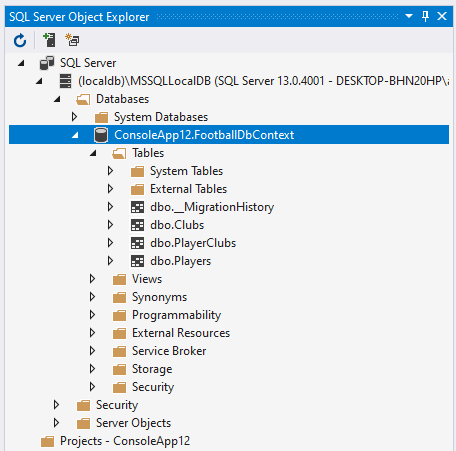 SQL Server Object Explorer
SQL Server
(localdb)\MSSQLLocalDB (SQL Server 13.0.4001 - DESKTOP-BHN20HP\
Databases
System Databases
ConsoleApp12.FootballDbContext
Tables
System Tables
External Tables
dbo.__MigrationHistory
dbo.Clubs
dbo.PlayerClubs
dbo.Players
Views
Synonyms
Programmability
External Resources
Service Broker
Storage
Security
Security
Server Objects
Projects - ConsoleApp12